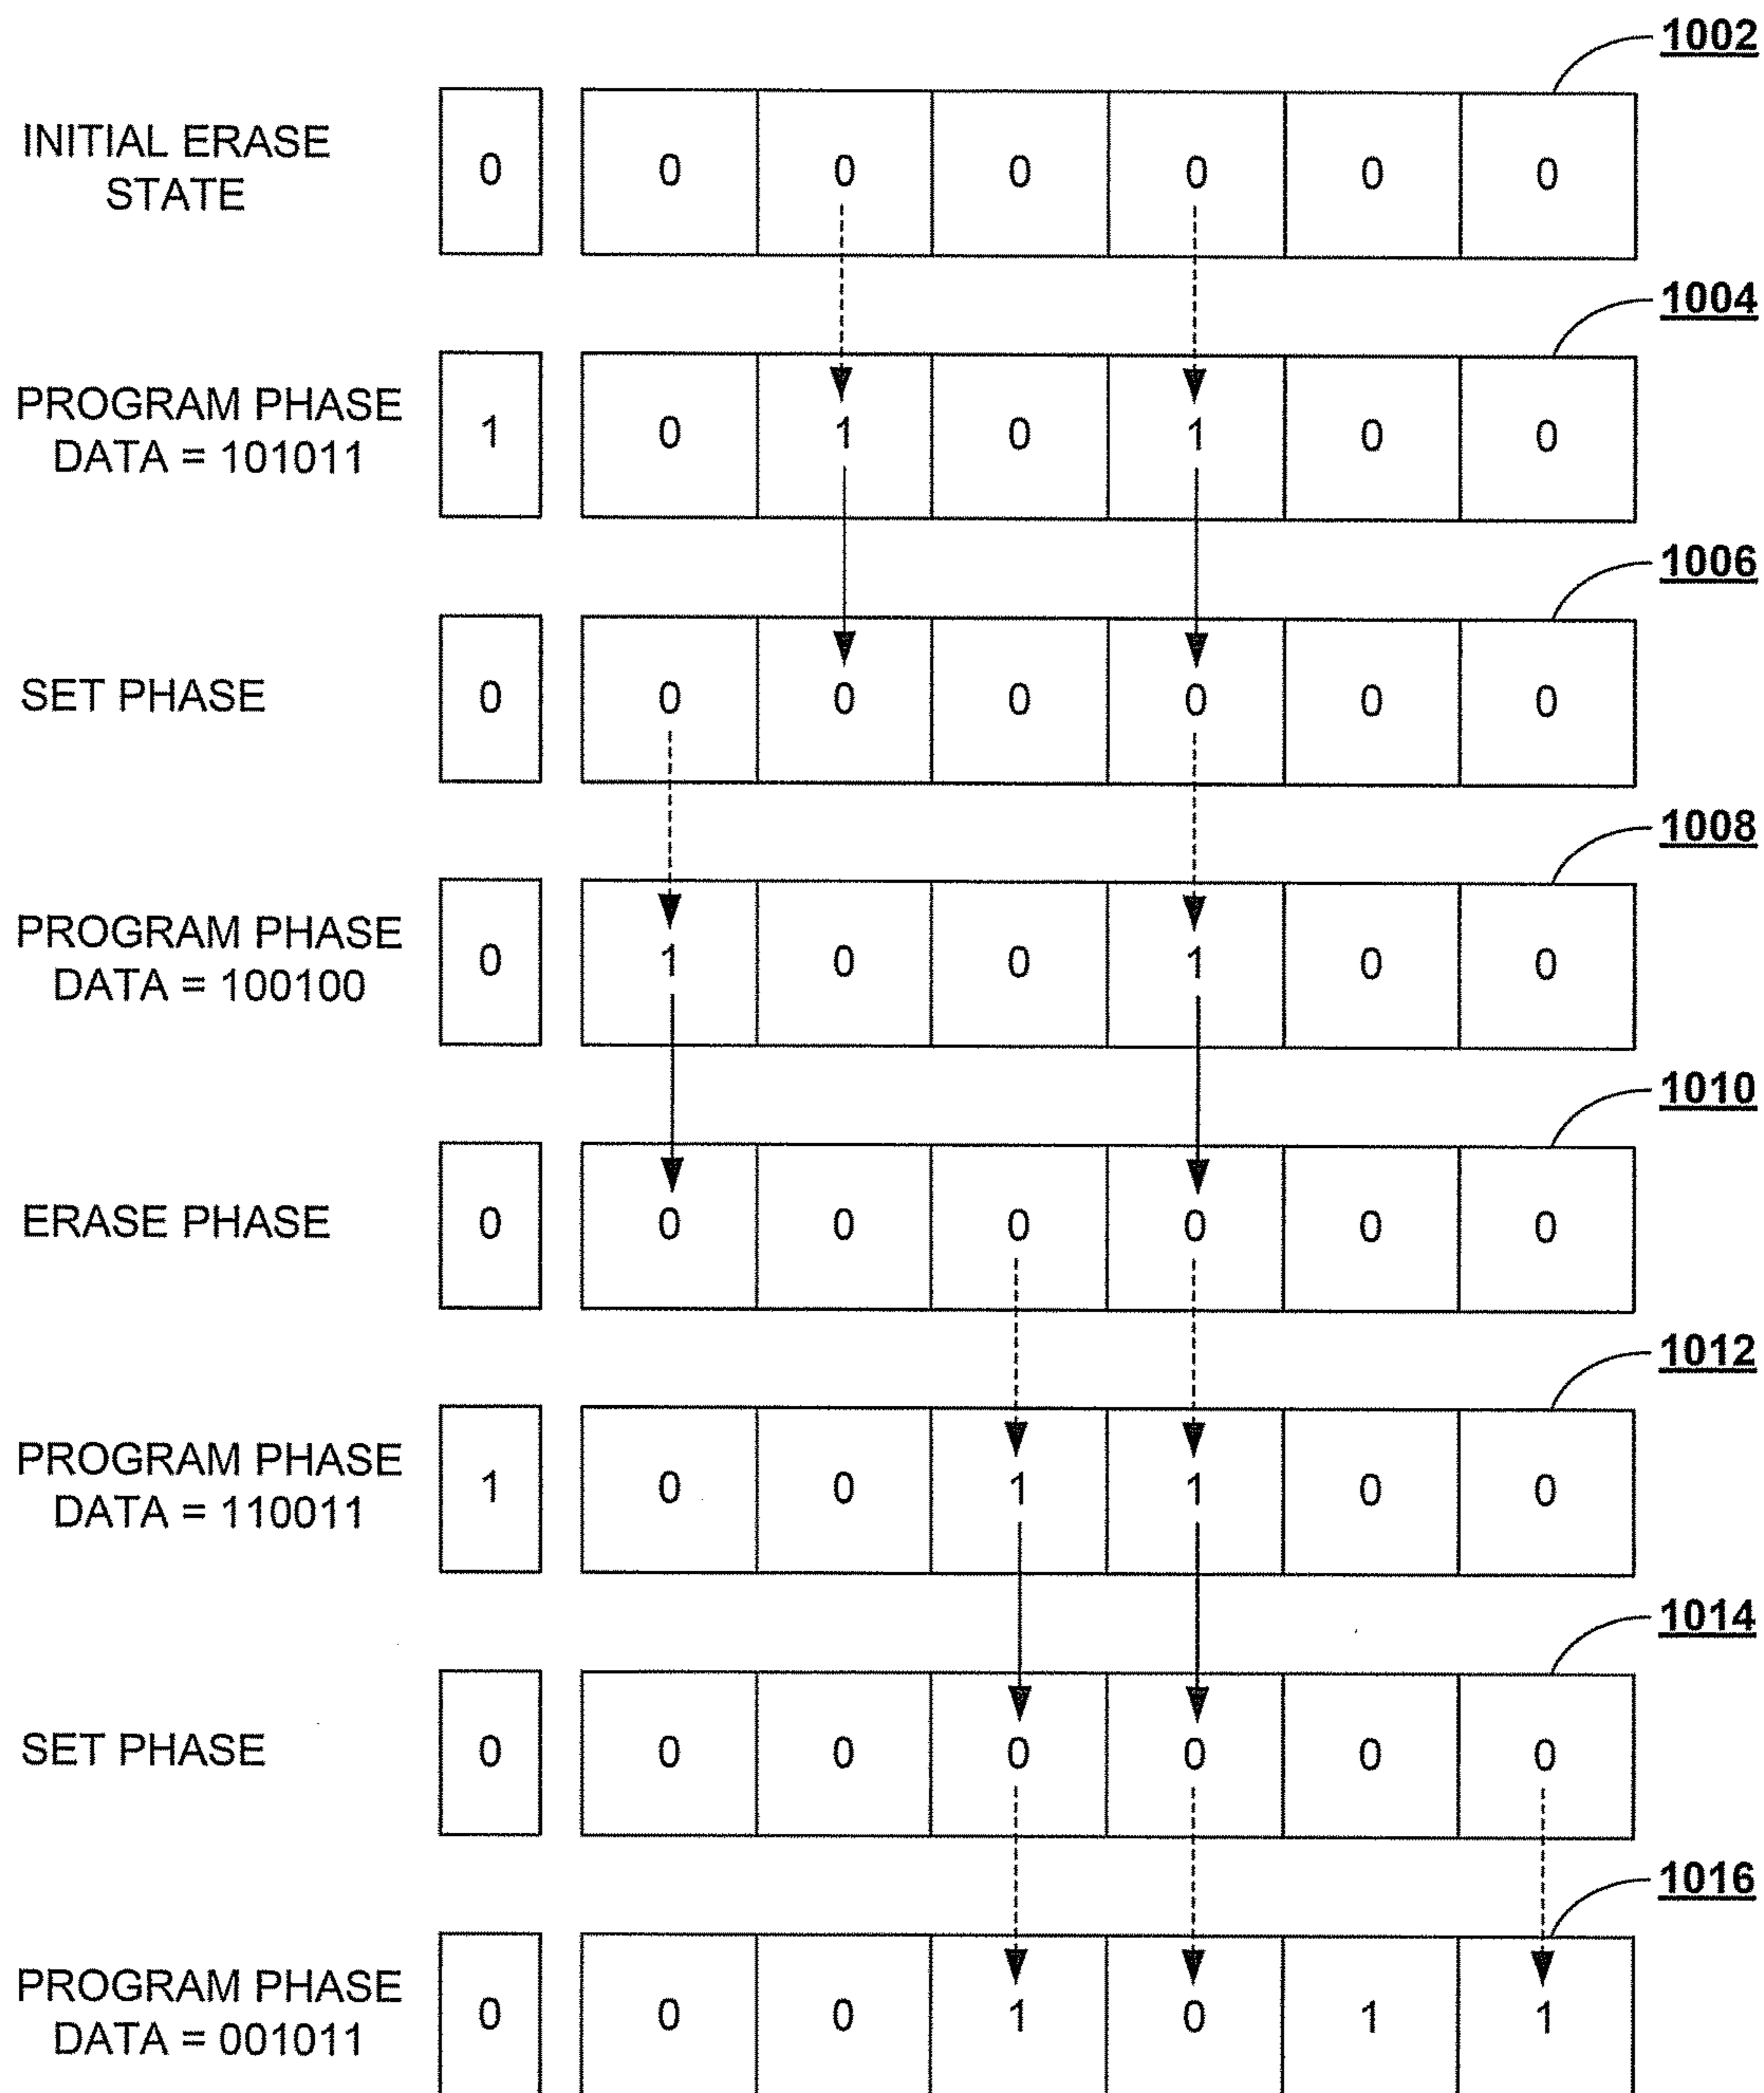 1002
INITIAL ERASE
STATE
0 0 0 0 0 0 0
1004
PROGRAM PHASE
DATA = 101011
1 0 1 0 1 0 0
1006
SET PHASE
0 0 0 0 0 0 0
1008
PROGRAM PHASE
DATA = 100100
0 1 0 0 1 0 0
1010
ERASE PHASE
0 0 0 0 0 0 0
1012
PROGRAM PHASE
DATA = 110011
1 0 0 1 1 0 0
1014
SET PHASE
0 0 0 0 0 0 0
1016
PROGRAM PHASE
DATA = 001011
0 0 0 1 0 1 1